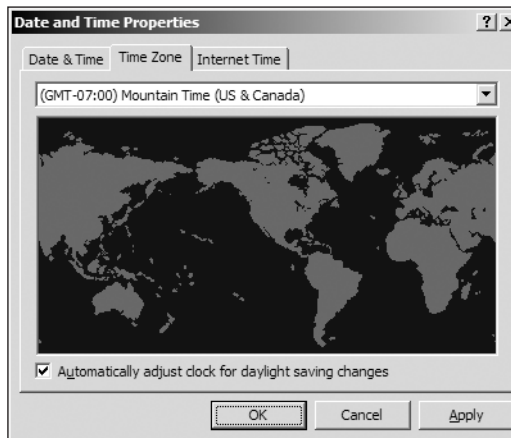 Date and Time Properties
Date & Time Time Zone Internet Time
(GMT-07:00) Mountain Time (US & Canada)
Automatically adjust clock for daylight saving changes
OK Cancel Apply